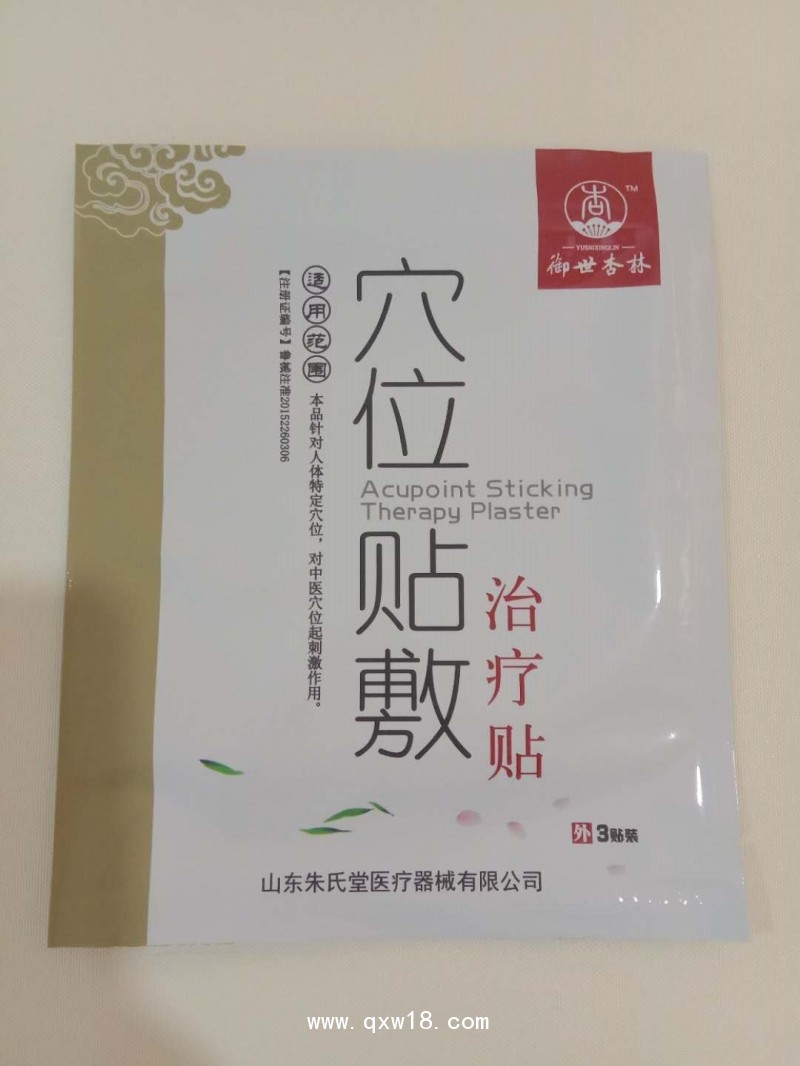 杏
TM
YUSHIXINGLIN
御世杏林
穴位贴敷
Acupoint Sticking
Therapy Plaster
治疗贴
适用范围
本品针对人体特定穴位，对中医穴位起刺激作用。
【注册证编号】鲁械注准20152260306
外 3贴装
山东朱氏堂医疗器械有限公司
www.qxw18.com